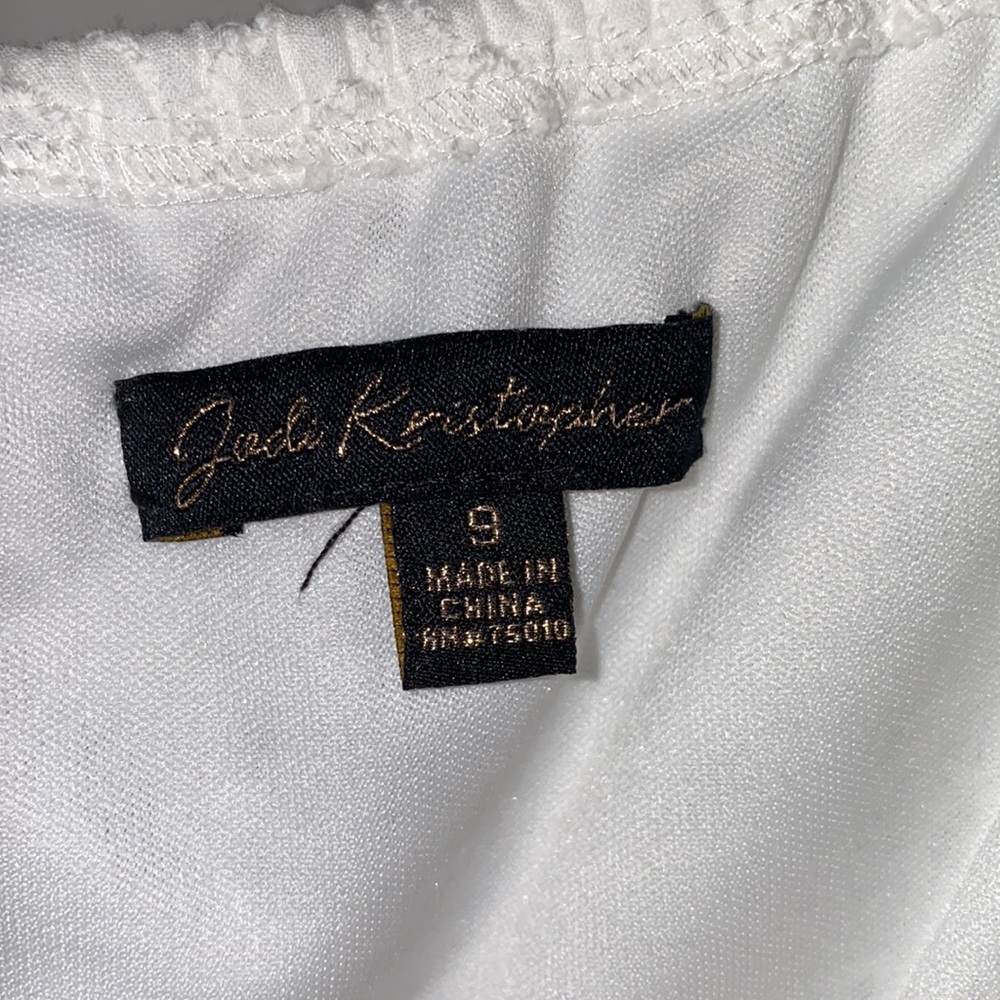 Jodi Kristopher
9
MADE IN
CHINA
RN#75010